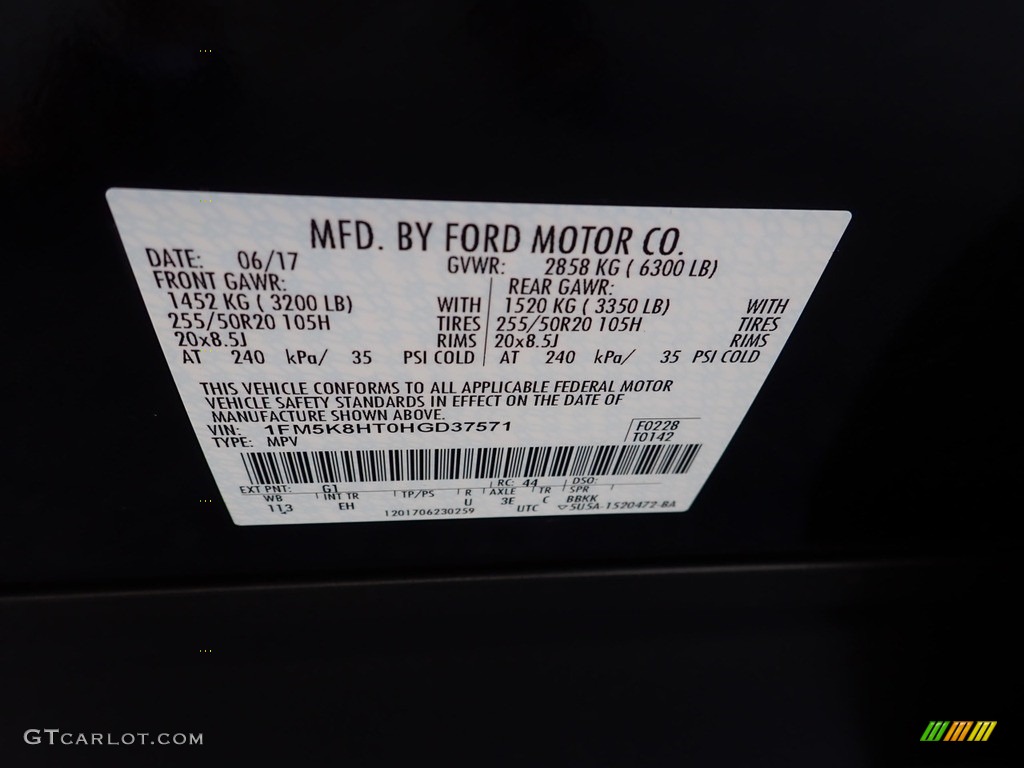 MFD. BY FORD MOTOR CO.
DATE: 06/17 GVWR: 2858 KG ( 6300 LB)
FRONT GAWR: REAR GAWR:
1452 KG ( 3200 LB) WITH 1520 KG ( 3350 LB) WITH
255/50R20 105H TIRES 255/50R20 105H TIRES
20x8.5J RIMS 20x8.5J RIMS
AT 240 kPa/ 35 PSI COLD AT 240 kPa/ 35 PSI COLD
THIS VEHICLE CONFORMS TO ALL APPLICABLE FEDERAL MOTOR
VEHICLE SAFETY STANDARDS IN EFFECT ON THE DATE OF
MANUFACTURE SHOWN ABOVE.
VIN: 1FM5K8HT0HGD37571 F0228
TYPE: MPV T0142
EXT PNT: G1 RC: 44 DSO:
WB INT TR TP/PS R AXLE TR SPR
113 EH U 3E C BBKK
1201706230259 UTC ▽SU5A-1520472-BA
GTCARLOT.COM